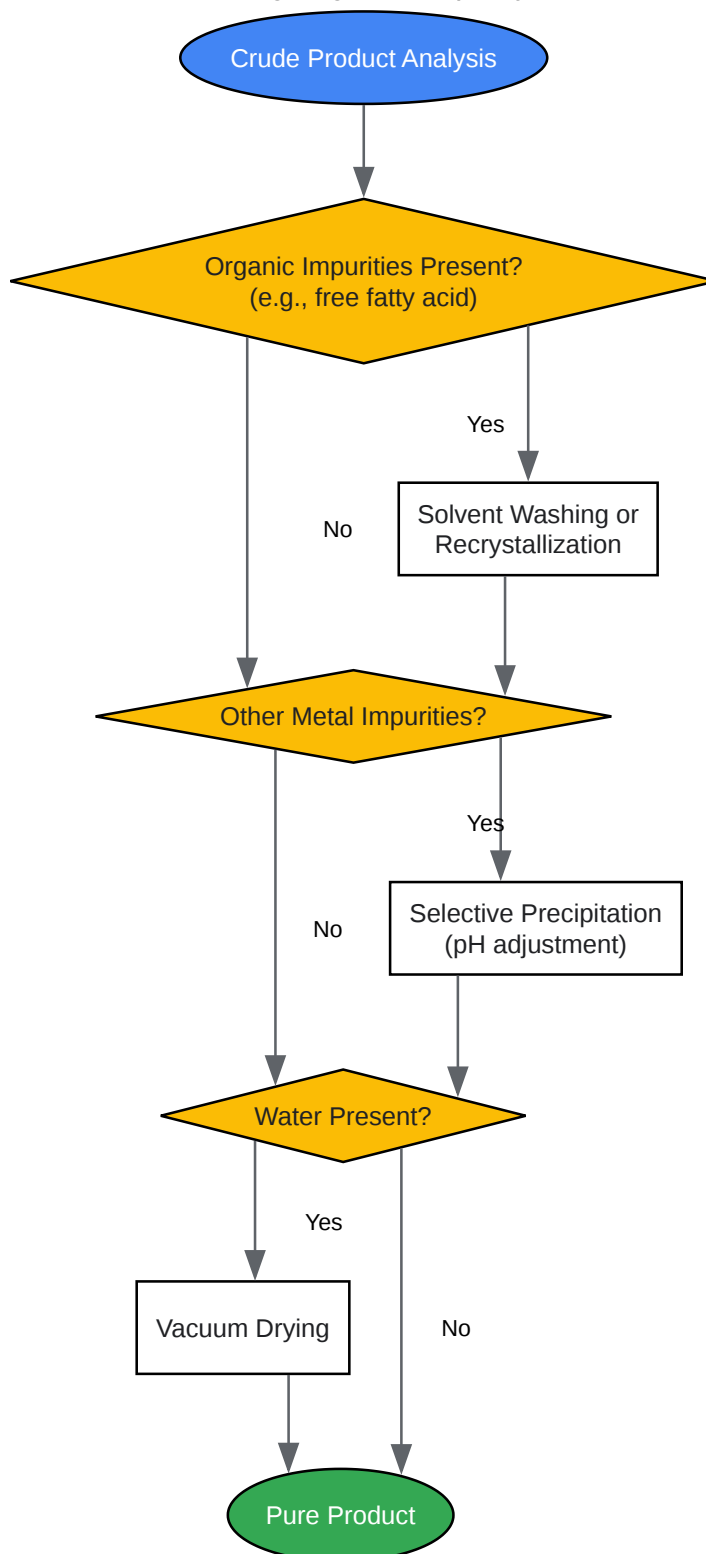 Crude Product Analysis
Organic Impurities Present?
(e.g., free fatty acid)
Yes
No
Solvent Washing or
Recrystallization
Other Metal Impurities?
Yes
No
Selective Precipitation
(pH adjustment)
Water Present?
Yes
No
Vacuum Drying
Pure Product